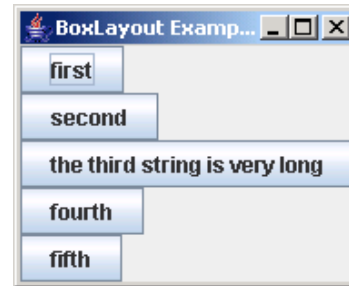 BoxLayout Examp...
first
second
the third string is very long
fourth
fifth